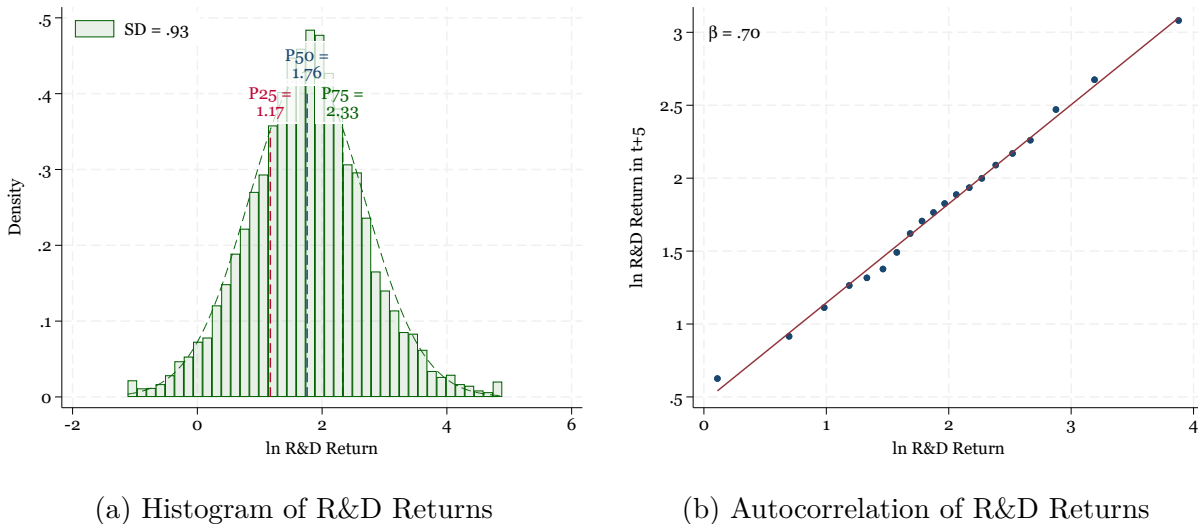 SD = .93
P50 =
1.76
P25 =
1.17
P75 =
2.33
.5
.4
.3
.2
.1
0
Density
-2
0
2
4
6
ln R&D Return
(a) Histogram of R&D Returns
β = .70
3
2.5
2
1.5
1
.5
ln R&D Return in t+5
0
1
2
3
4
ln R&D Return
(b) Autocorrelation of R&D Returns